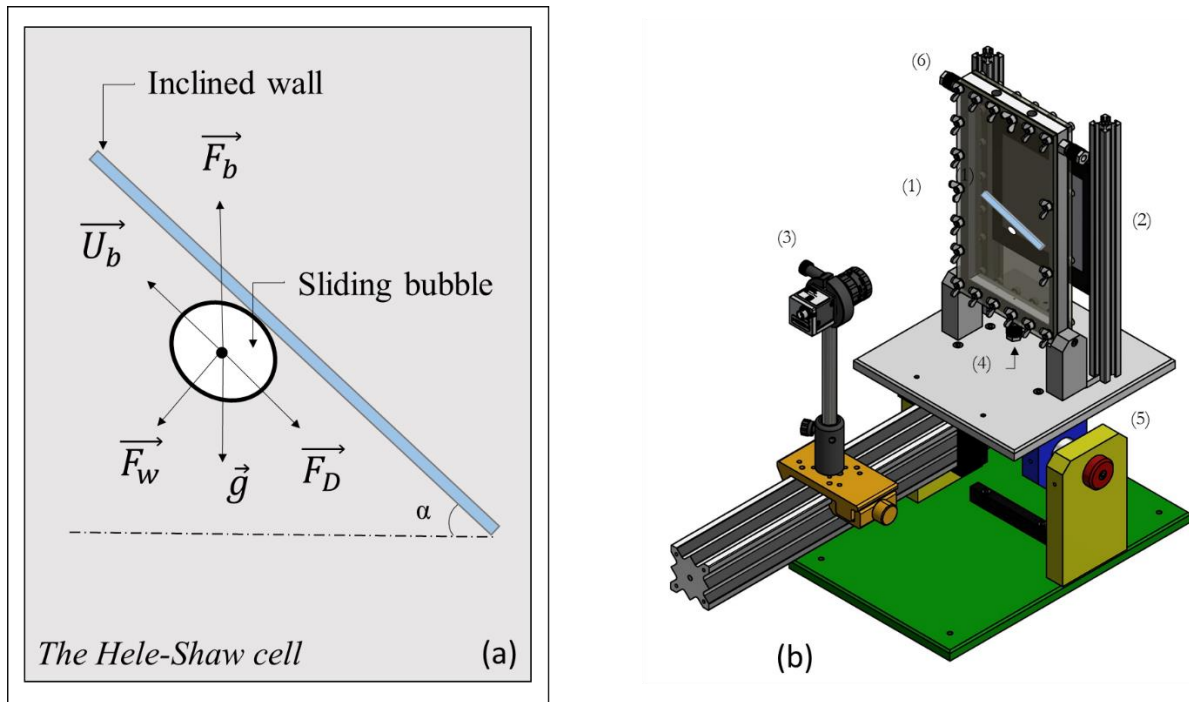 Inclined wall
F_b
U_b
Sliding bubble
F_w
g
F_D
α
The Hele-Shaw cell
(a)
(6)
(1)
(2)
(3)
(4)
(5)
(b)